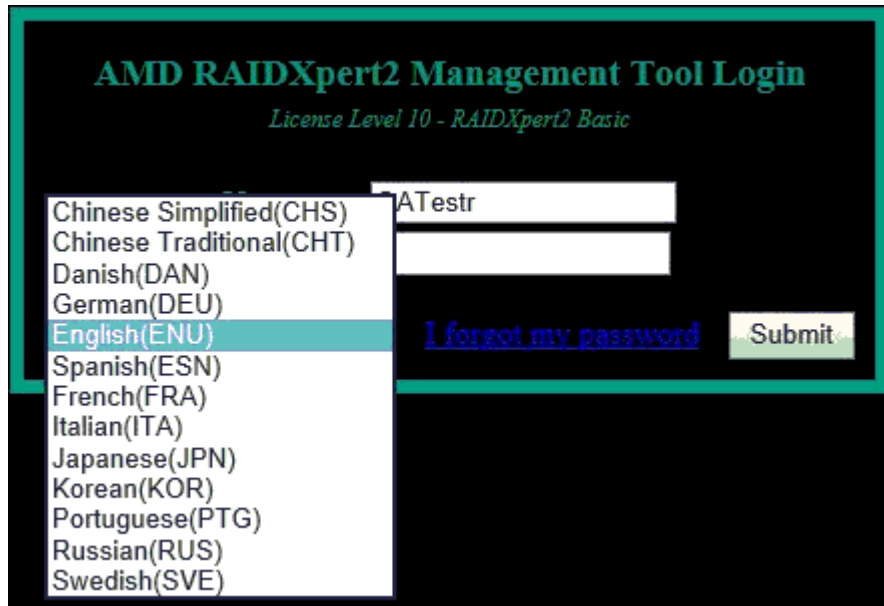 AMD RAIDXpert2 Management Tool Login
License Level 10 - RAIDXpert2 Basic
Chinese Simplified(CHS)
Chinese Traditional(CHT)
Danish(DAN)
German(DEU)
English(ENU)
Spanish(ESN)
French(FRA)
Italian(ITA)
Japanese(JPN)
Korean(KOR)
Portuguese(PTG)
Russian(RUS)
Swedish(SVE)
I forgot my password
Submit